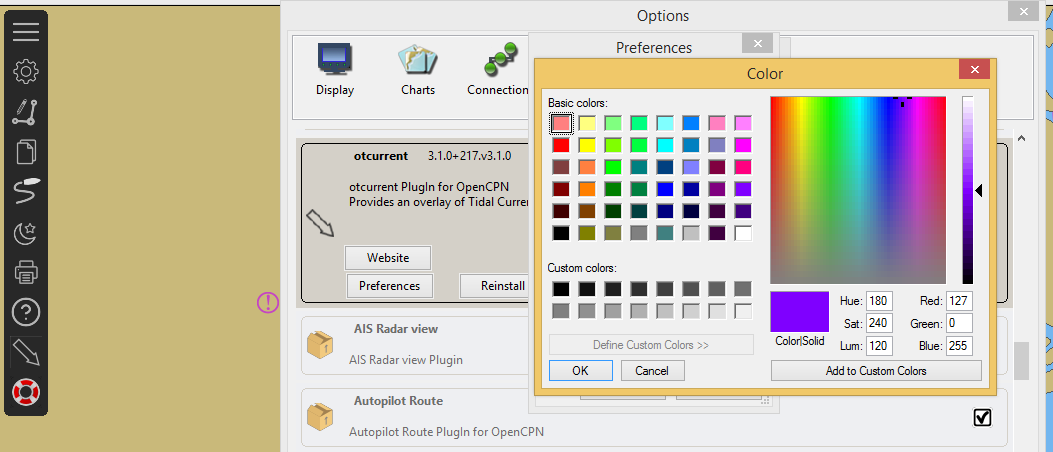 Options
Preferences
Color
Display
Charts
Connection
Basic colors:
otcurrent 3.1.0+217.v3.1.0
otcurrent PlugIn for OpenCPN
Provides an overlay of Tidal Curre
Website
Preferences
Reinstall
Custom colors:
Define Custom Colors >>
OK
Cancel
Color|Solid
Hue: 180
Sat: 240
Lum: 120
Red: 127
Green: 0
Blue: 255
Add to Custom Colors
AIS Radar view
AIS Radar view Plugin
Autopilot Route
Autopilot Route PlugIn for OpenCPN